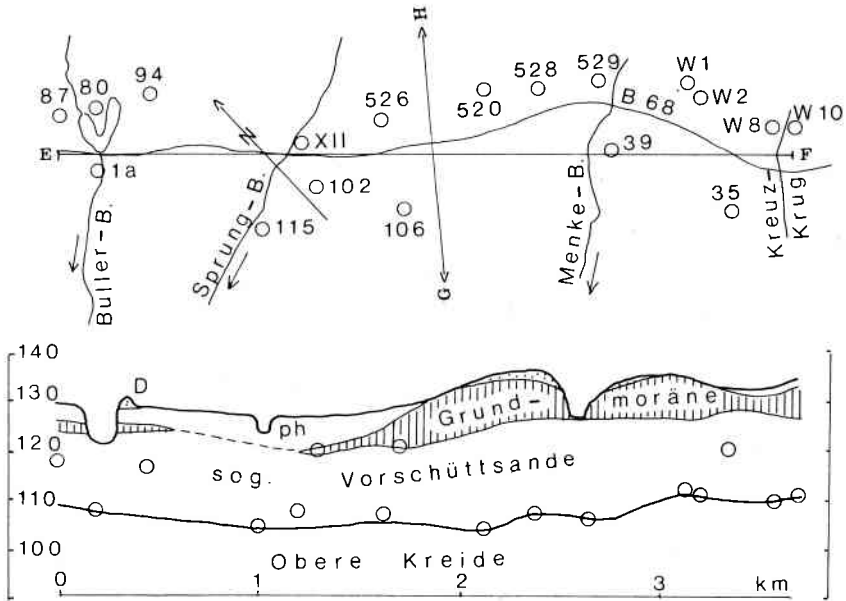 H
87
80
94
E
1a
Buller-B.
Sprung-B.
N
XII
102
115
526
106
G
520
528
529
B 68
39
Menke-B.
W1
W2
W8
W10
35
Kreuz-
Krug
F
140
130
120
110
100
D
ph
Grund-
moräne
sog. Vorschüttsande
Obere Kreide
0
1
2
3
km